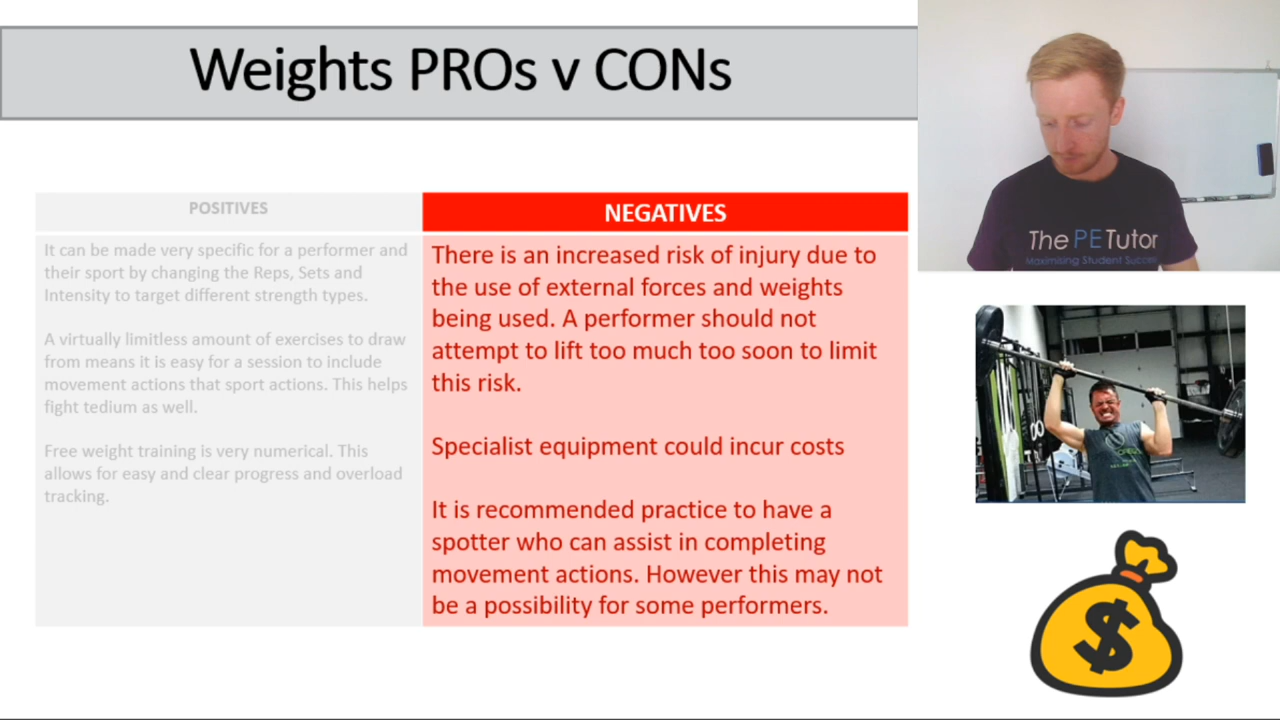 Weights PROs v CONs
POSITIVES
It can be made very specific for a performer and
their sport by changing the Reps, Sets and
Intensity to target different strength types.
A virtually limitless amount of exercises to draw
from means it is easy for a session to include
movement actions that sport actions. This helps
fight tedium as well.
Free weight training is very numerical. This
allows for easy and clear progress and overload
tracking.
NEGATIVES
There is an increased risk of injury due to
the use of external forces and weights
being used. A performer should not
attempt to lift too much too soon to limit
this risk.
Specialist equipment could incur costs
It is recommended practice to have a
spotter who can assist in completing
movement actions. However this may not
be a possibility for some performers.
The PE Tutor
Maximising Student Success
$